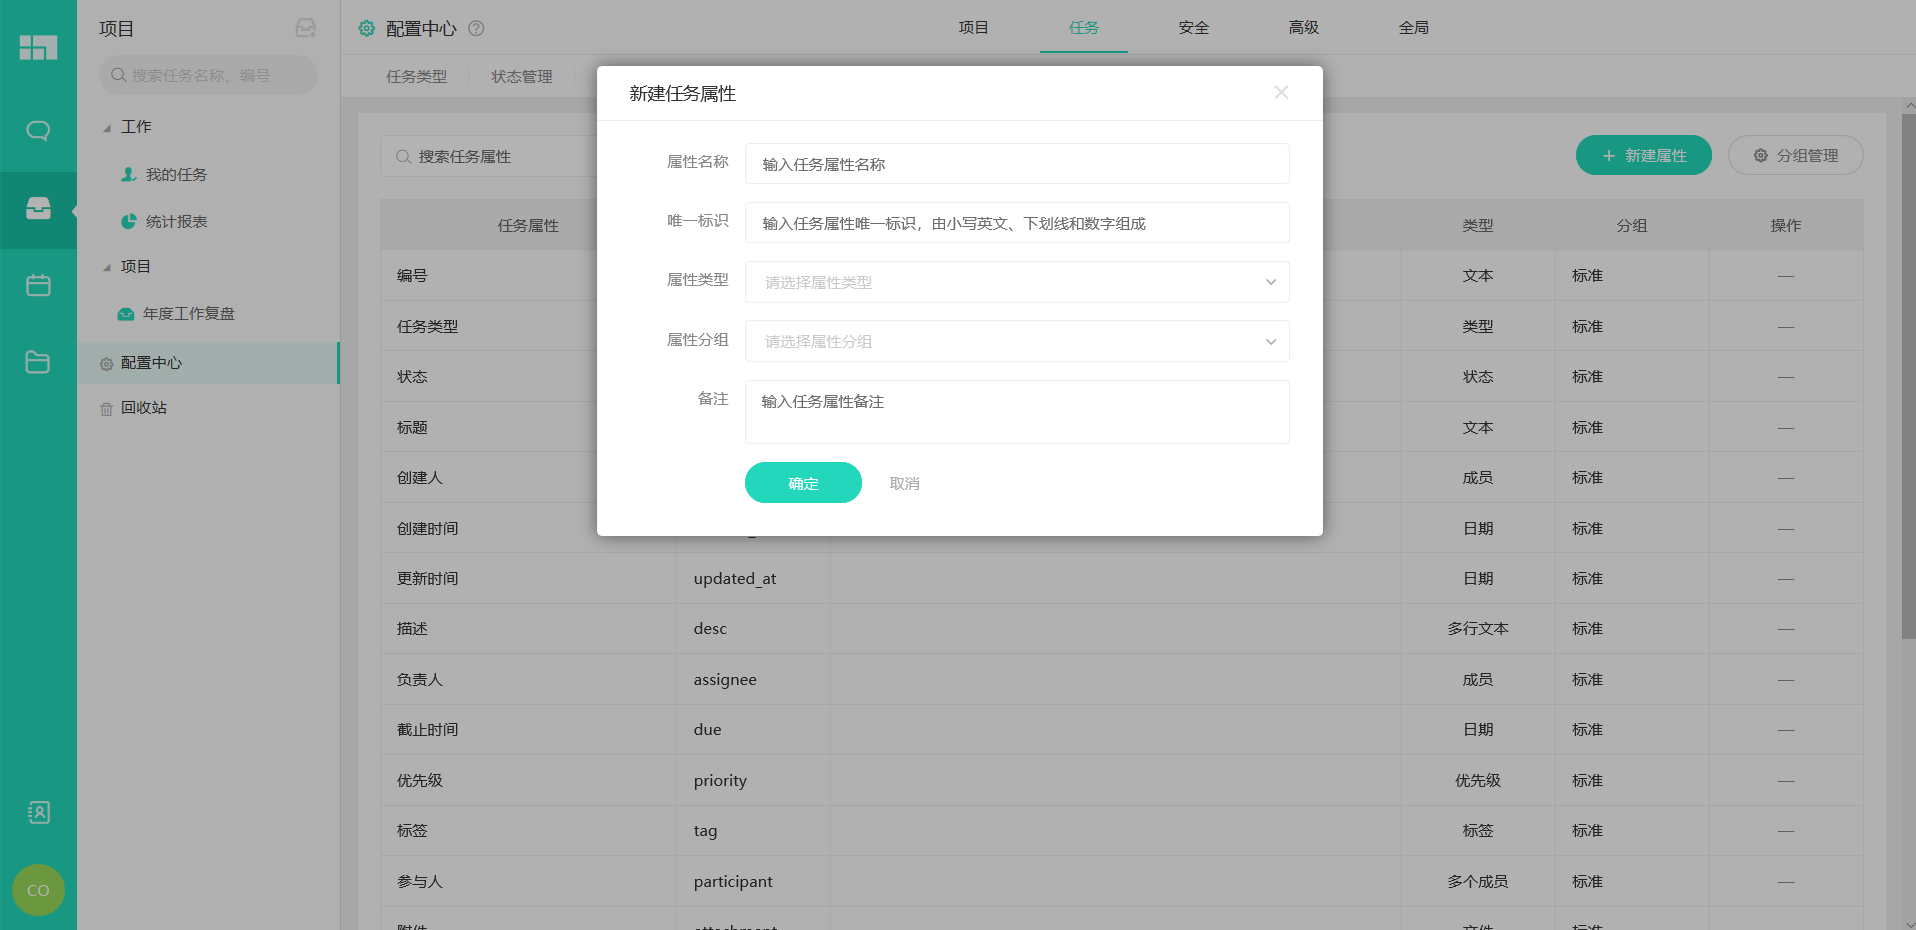 项目
搜索任务名称、编号
工作
我的任务
统计报表
项目
年度工作复盘
配置中心
回收站
CO
配置中心
项目 任务 安全 高级 全局
任务类型 状态管理
搜索任务属性
新建属性 分组管理
任务属性 类型 分组 操作
编号 文本 标准 —
任务类型 类型 标准 —
状态 状态 标准 —
标题 文本 标准 —
创建人 成员 标准 —
创建时间 日期 标准 —
更新时间 updated_at 日期 标准 —
描述 desc 多行文本 标准 —
负责人 assignee 成员 标准 —
截止时间 due 日期 标准 —
优先级 priority 优先级 标准 —
标签 tag 标签 标准 —
参与人 participant 多个成员 标准 —
附件 attachment 文件 标准
新建任务属性
属性名称 输入任务属性名称
唯一标识 输入任务属性唯一标识，由小写英文、下划线和数字组成
属性类型 请选择属性类型
属性分组 请选择属性分组
备注 输入任务属性备注
确定 取消